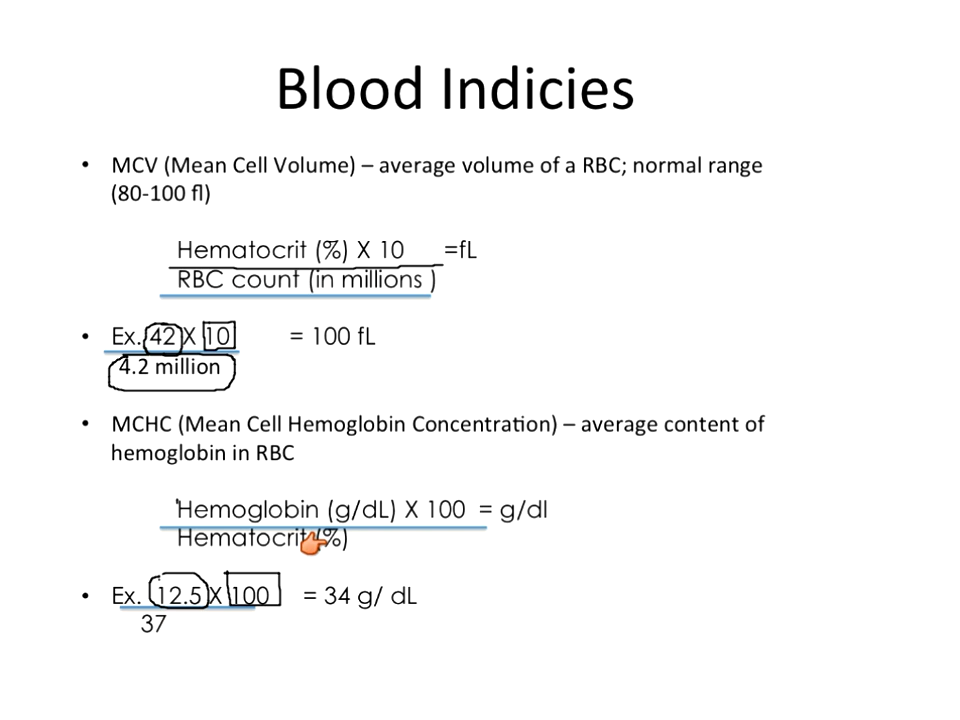 Blood Indicies
• MCV (Mean Cell Volume) – average volume of a RBC; normal range
(80-100 fl)
Hematocrit (%) X 10 =fL
RBC count (in millions )
• Ex. 42 X 10 = 100 fL
4.2 million
• MCHC (Mean Cell Hemoglobin Concentration) – average content of
hemoglobin in RBC
Hemoglobin (g/dL) X 100 = g/dl
Hematocrit (%)
• Ex. 12.5 X 100 = 34 g/ dL
37